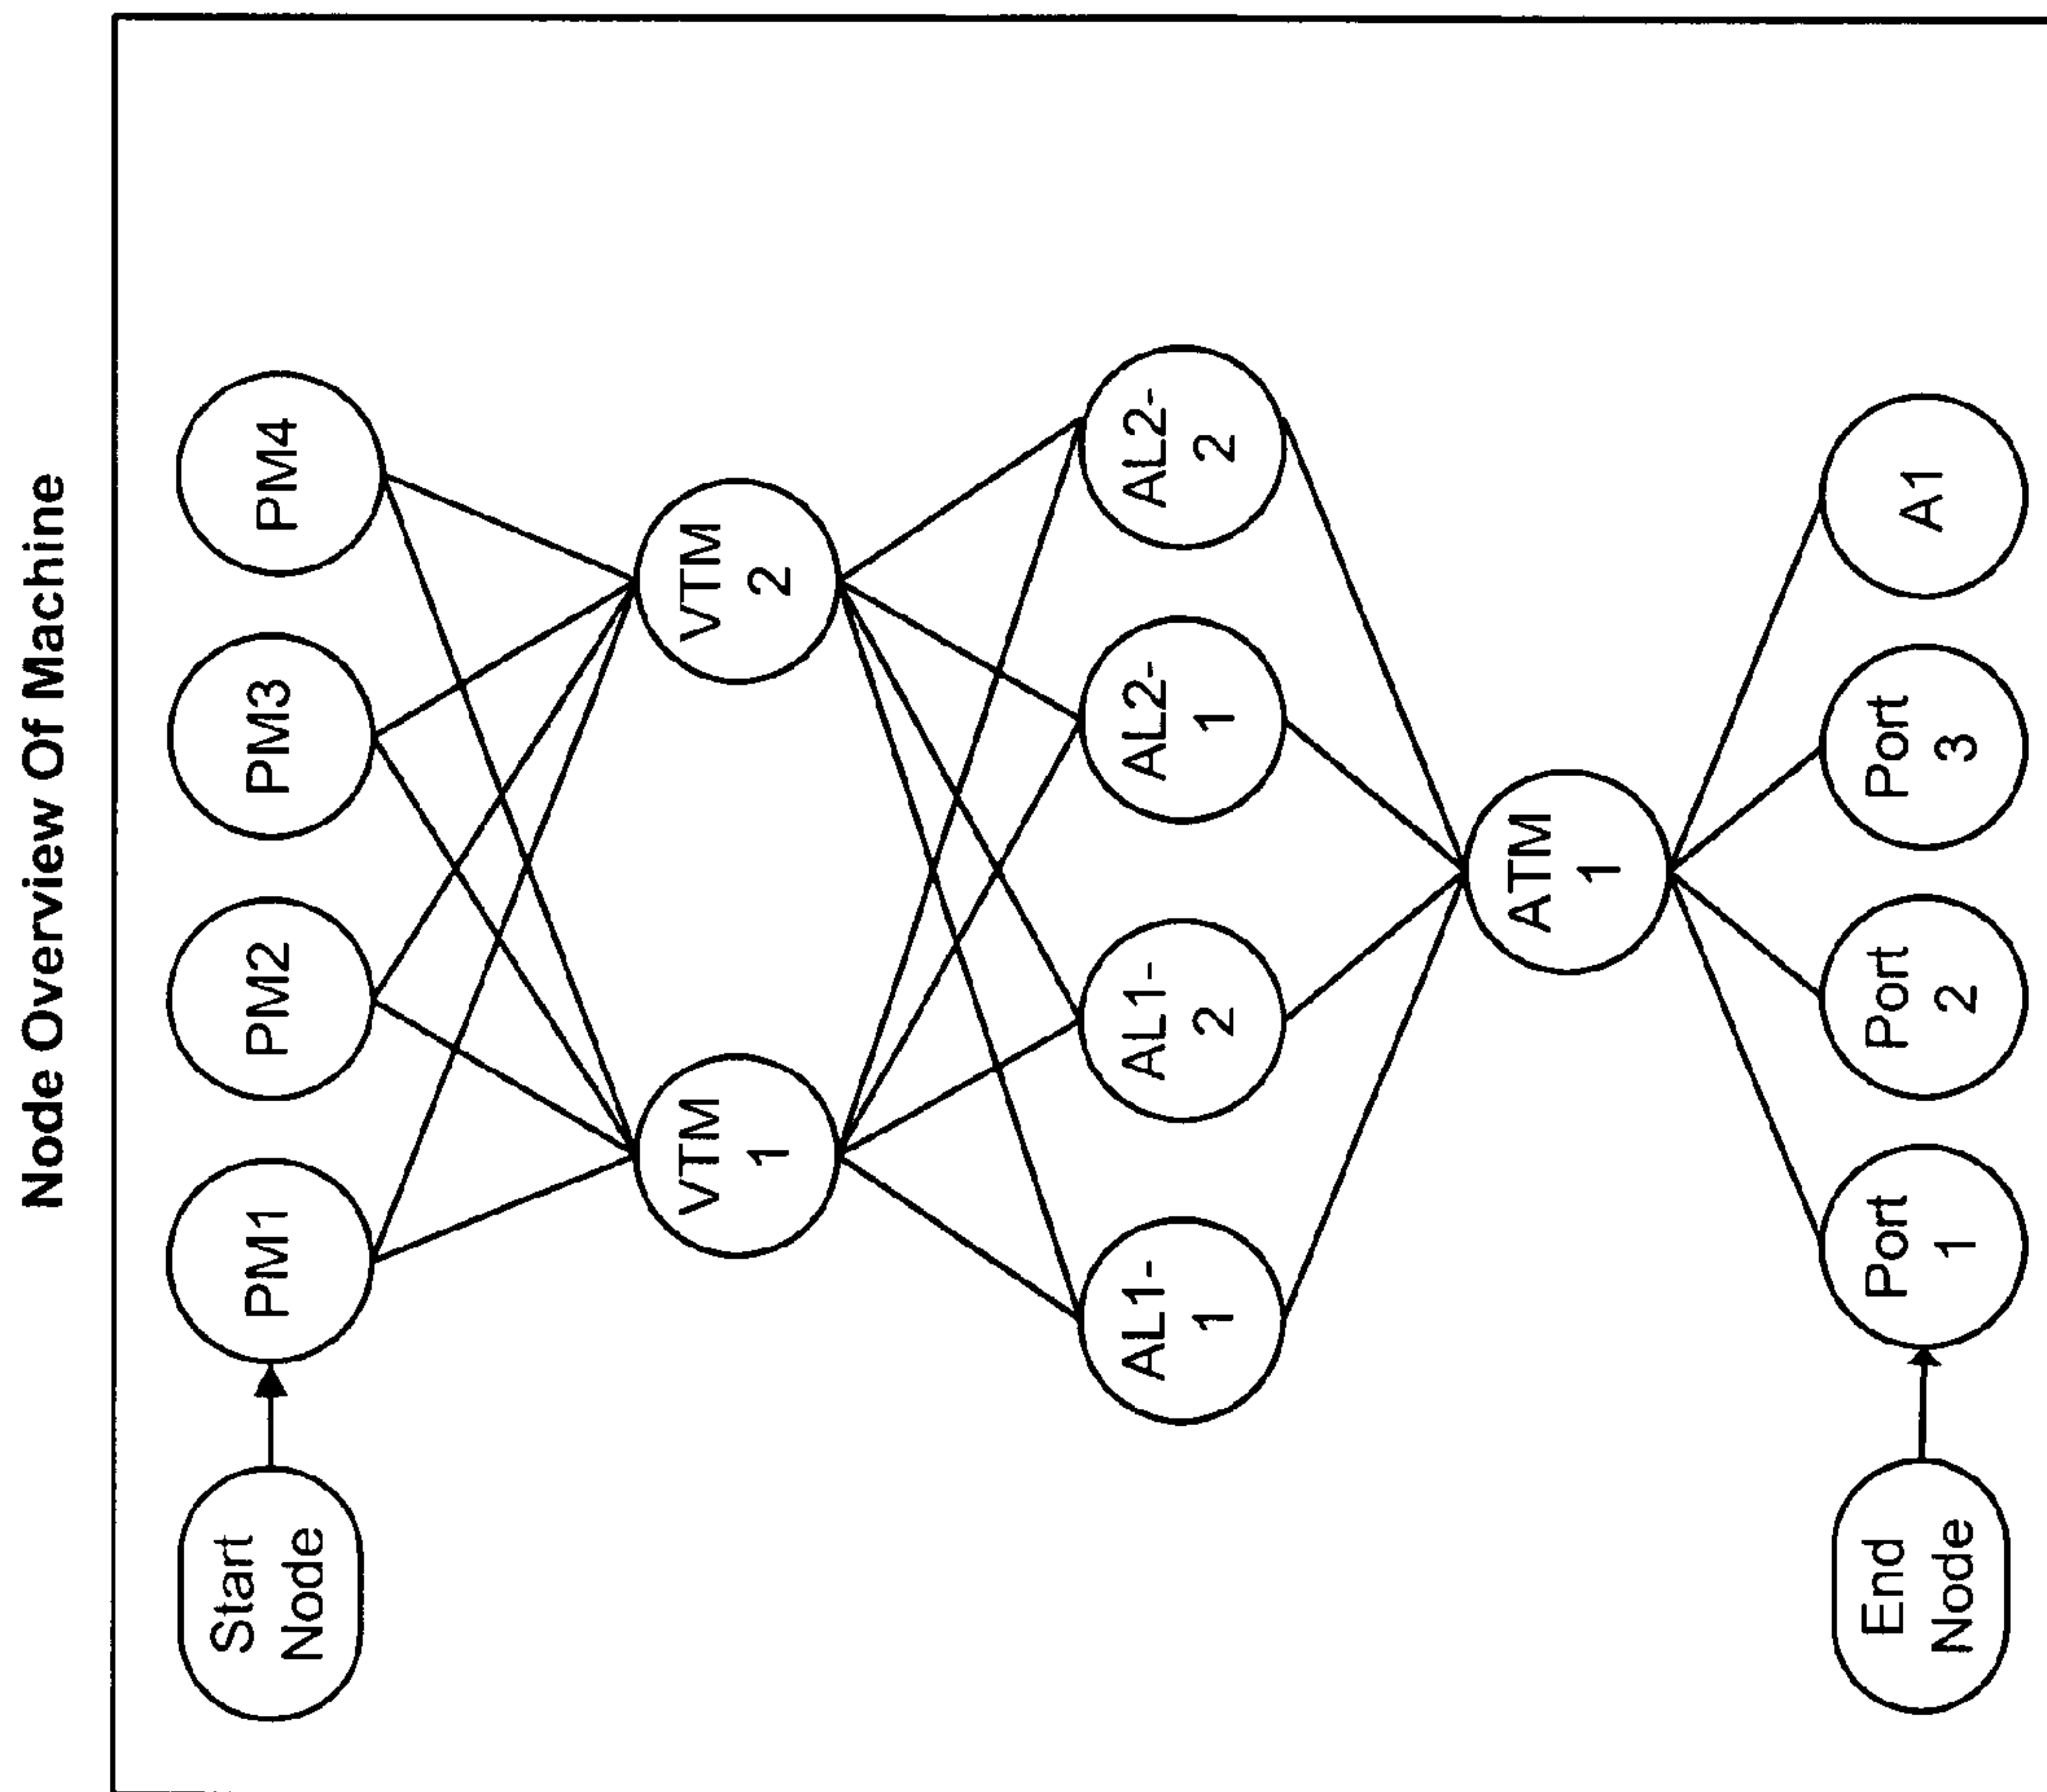 Node Overview Of Machine
Start
Node
PM1
PM2
PM3
PM4
VTM
1
VTM
2
AL1-
1
AL1-
2
AL2-
1
AL2-
2
ATM
1
End
Node
Port
1
Port
2
Port
3
A1